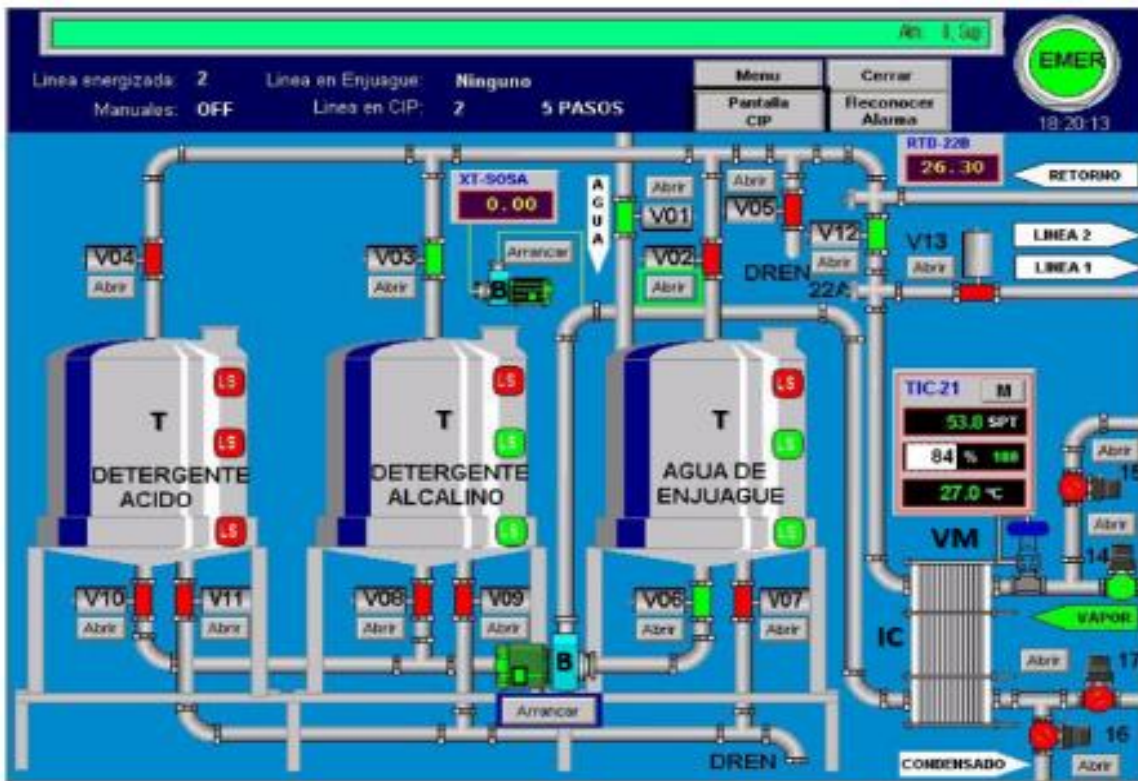 Alm: 0, Sup
EMER
Linea energizada: 2
Linea en Enjuague: Ninguno
Menu
Cerrar
Manuales: OFF
Linea en CIP: 2
5 PASOS
Pantalla
CIP
Reconocer
Alarma
18:20:13
RTD-22B
26.30
RETORNO
XT-SOSA
0.00
AGUA
Abrir
V01
Abrir
V05
V12
Abrir
V13
Abrir
LINEA 2
LINEA 1
V04
Abrir
V03
Abrir
Arrancar
B
V02
Abrir
DREN
22A
LS
LS
LS
T
DETERGENTE
ACIDO
LS
LS
LS
T
DETERGENTE
ALCALINO
LS
LS
LS
T
AGUA DE
ENJUAGUE
TIC-21
M
53.8 SPT
84 % 100
27.0 °C
Abrir
15
Abrir
14
VM
VAPOR
V10
Abrir
V11
Abrir
V08
Abrir
V09
Abrir
V06
Abrir
V07
Abrir
B
Arrancar
IC
Abrir
17
16
DREN
CONDENSADO
Abrir